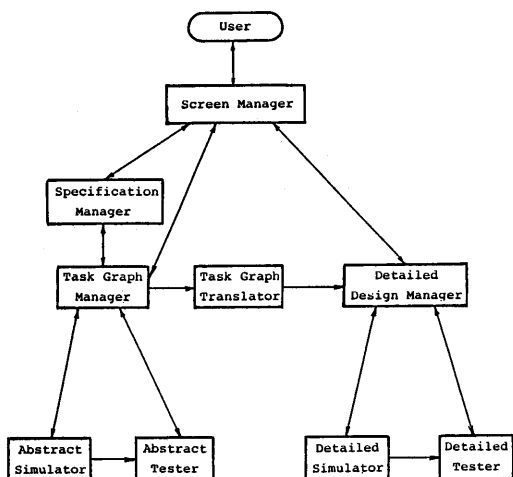 User
Screen Manager
Specification
Manager
Task Graph
Manager
Task Graph
Translator
Detailed
Design Manager
Abstract
Simulator
Abstract
Tester
Detailed
Simulator
Detailed
Tester